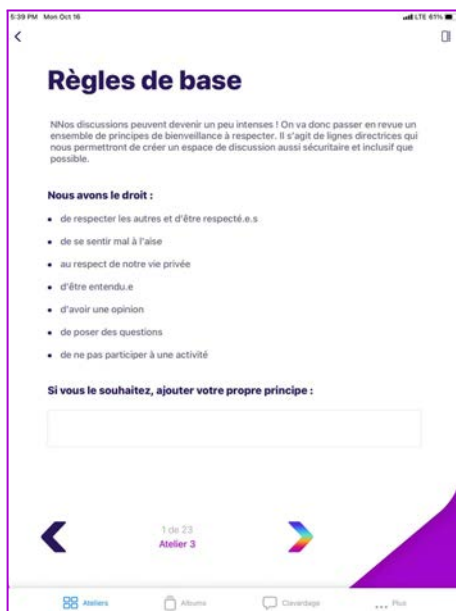 5:39 PM Mon Oct 16
LTE 61%
Règles de base
NNos discussions peuvent devenir un peu intenses ! On va donc passer en revue un
ensemble de principes de bienveillance à respecter. Il s'agit de lignes directrices qui
nous permettront de créer un espace de discussion aussi sécuritaire et inclusif que
possible.
Nous avons le droit :
• de respecter les autres et d'être respecté.e.s
• de se sentir mal à l'aise
• au respect de notre vie privée
• d'être entendu.e
• d'avoir une opinion
• de poser des questions
• de ne pas participer à une activité
Si vous le souhaitez, ajouter votre propre principe :
1 de 23
Atelier 3
Ateliers
Albums
Clavardage
Plus